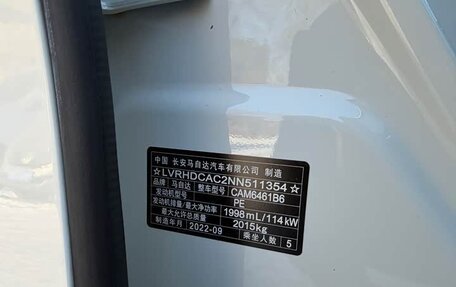 中国 长安马自达汽车有限公司 制造
☆LVRHDCAC2NN511354☆
品牌 马自达 整车型号 CAM6461B6
发动机型号 PE
发动机排量/最大净功率 1998mL/114kW
最大允许总质量 2015kg
制造年月 2022-09 乘坐人数 5